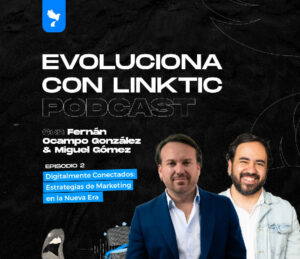 EVOLUCIONA
CON LINKTIC
PODCAST
Fernán
Ocampo González
& Miguel Gómez
EPISODIO 2
Digitalmente Conectados:
Estrategias de Marketing
en la Nueva Era